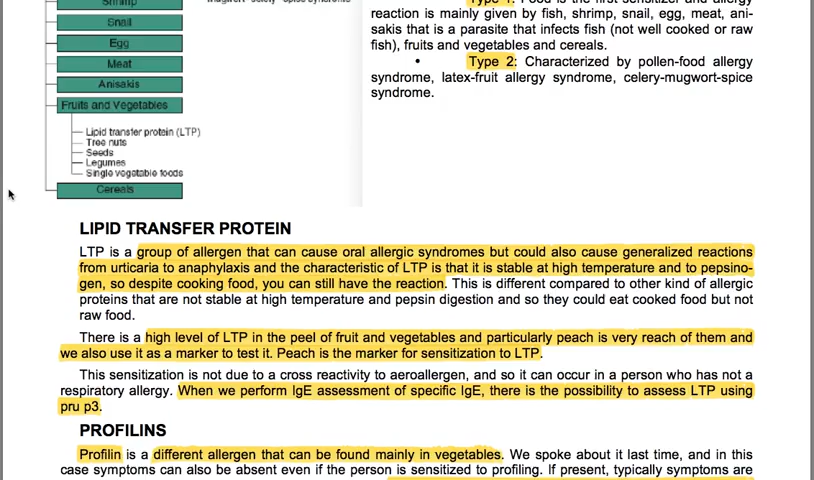 Shrimp
Snail
Egg
Meat
Anisakis
Fruits and Vegetables
Lipid transfer protein (LTP)
Tree nuts
Seeds
Legumes
Single vegetable foods
Cereals
Type 1: Food is the first sensitizer and allergy
reaction is mainly given by fish, shrimp, snail, egg, meat, ani-
sakis that is a parasite that infects fish (not well cooked or raw
fish), fruits and vegetables and cereals.
• Type 2: Characterized by pollen-food allergy
syndrome, latex-fruit allergy syndrome, celery-mugwort-spice
syndrome.
LIPID TRANSFER PROTEIN
LTP is a group of allergen that can cause oral allergic syndromes but could also cause generalized reactions
from urticaria to anaphylaxis and the characteristic of LTP is that it is stable at high temperature and to pepsino-
gen, so despite cooking food, you can still have the reaction. This is different compared to other kind of allergic
proteins that are not stable at high temperature and pepsin digestion and so they could eat cooked food but not
raw food.
There is a high level of LTP in the peel of fruit and vegetables and particularly peach is very reach of them and
we also use it as a marker to test it. Peach is the marker for sensitization to LTP.
This sensitization is not due to a cross reactivity to aeroallergen, and so it can occur in a person who has not a
respiratory allergy. When we perform IgE assessment of specific IgE, there is the possibility to assess LTP using
pru p3.
PROFILINS
Profilin is a different allergen that can be found mainly in vegetables. We spoke about it last time, and in this
case symptoms can also be absent even if the person is sensitized to profiling. If present, typically symptoms are